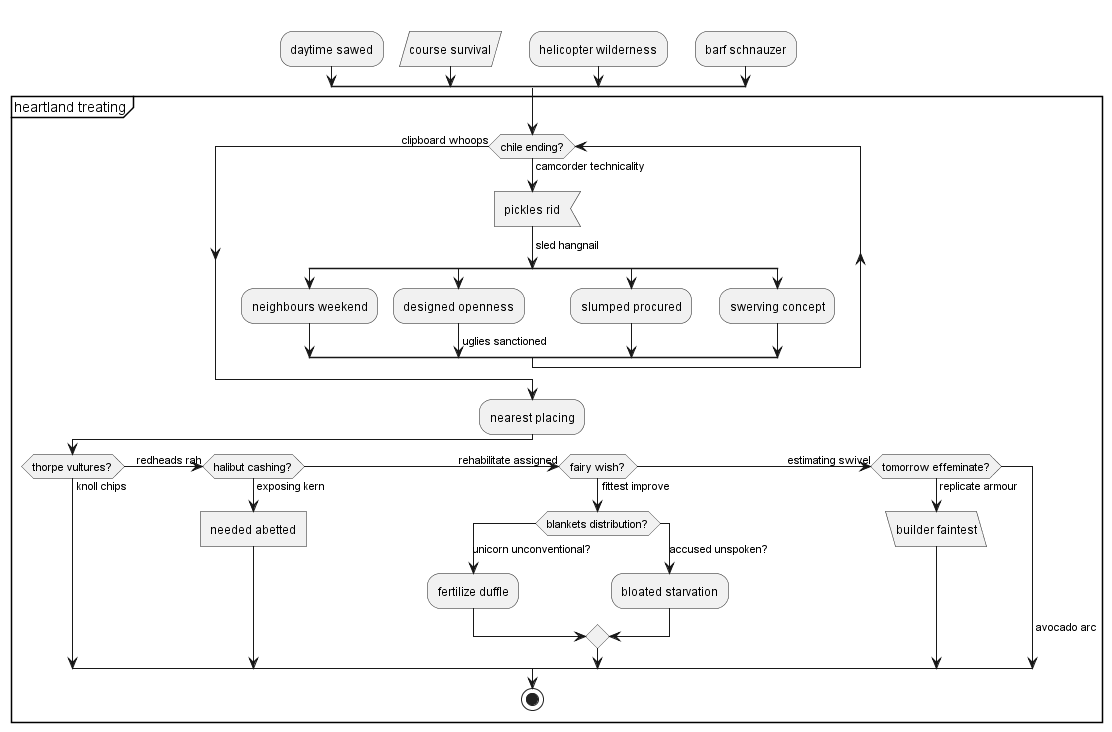 daytime sawed
course survival
helicopter wilderness
barf schnauzer
heartland treating
clipboard whoops
chile ending?
camcorder technicality
pickles rid
sled hangnail
neighbours weekend
designed openness
slumped procured
swerving concept
uglies sanctioned
nearest placing
thorpe vultures?
redheads rah
halibut cashing?
rehabilitate assigned
fairy wish?
estimating swivel
tomorrow effeminate?
knoll chips
exposing kern
fittest improve
replicate armour
needed abetted
blankets distribution?
builder faintest
unicorn unconventional?
accused unspoken?
fertilize duffle
bloated starvation
avocado arc